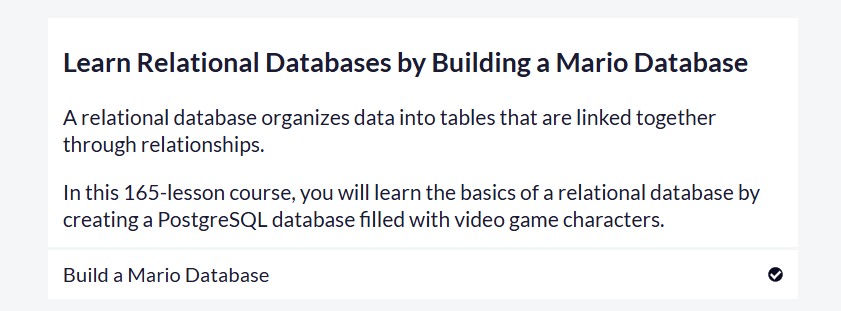 Learn Relational Databases by Building a Mario Database
A relational database organizes data into tables that are linked together
through relationships.
In this 165-lesson course, you will learn the basics of a relational database by
creating a PostgreSQL database filled with video game characters.
Build a Mario Database